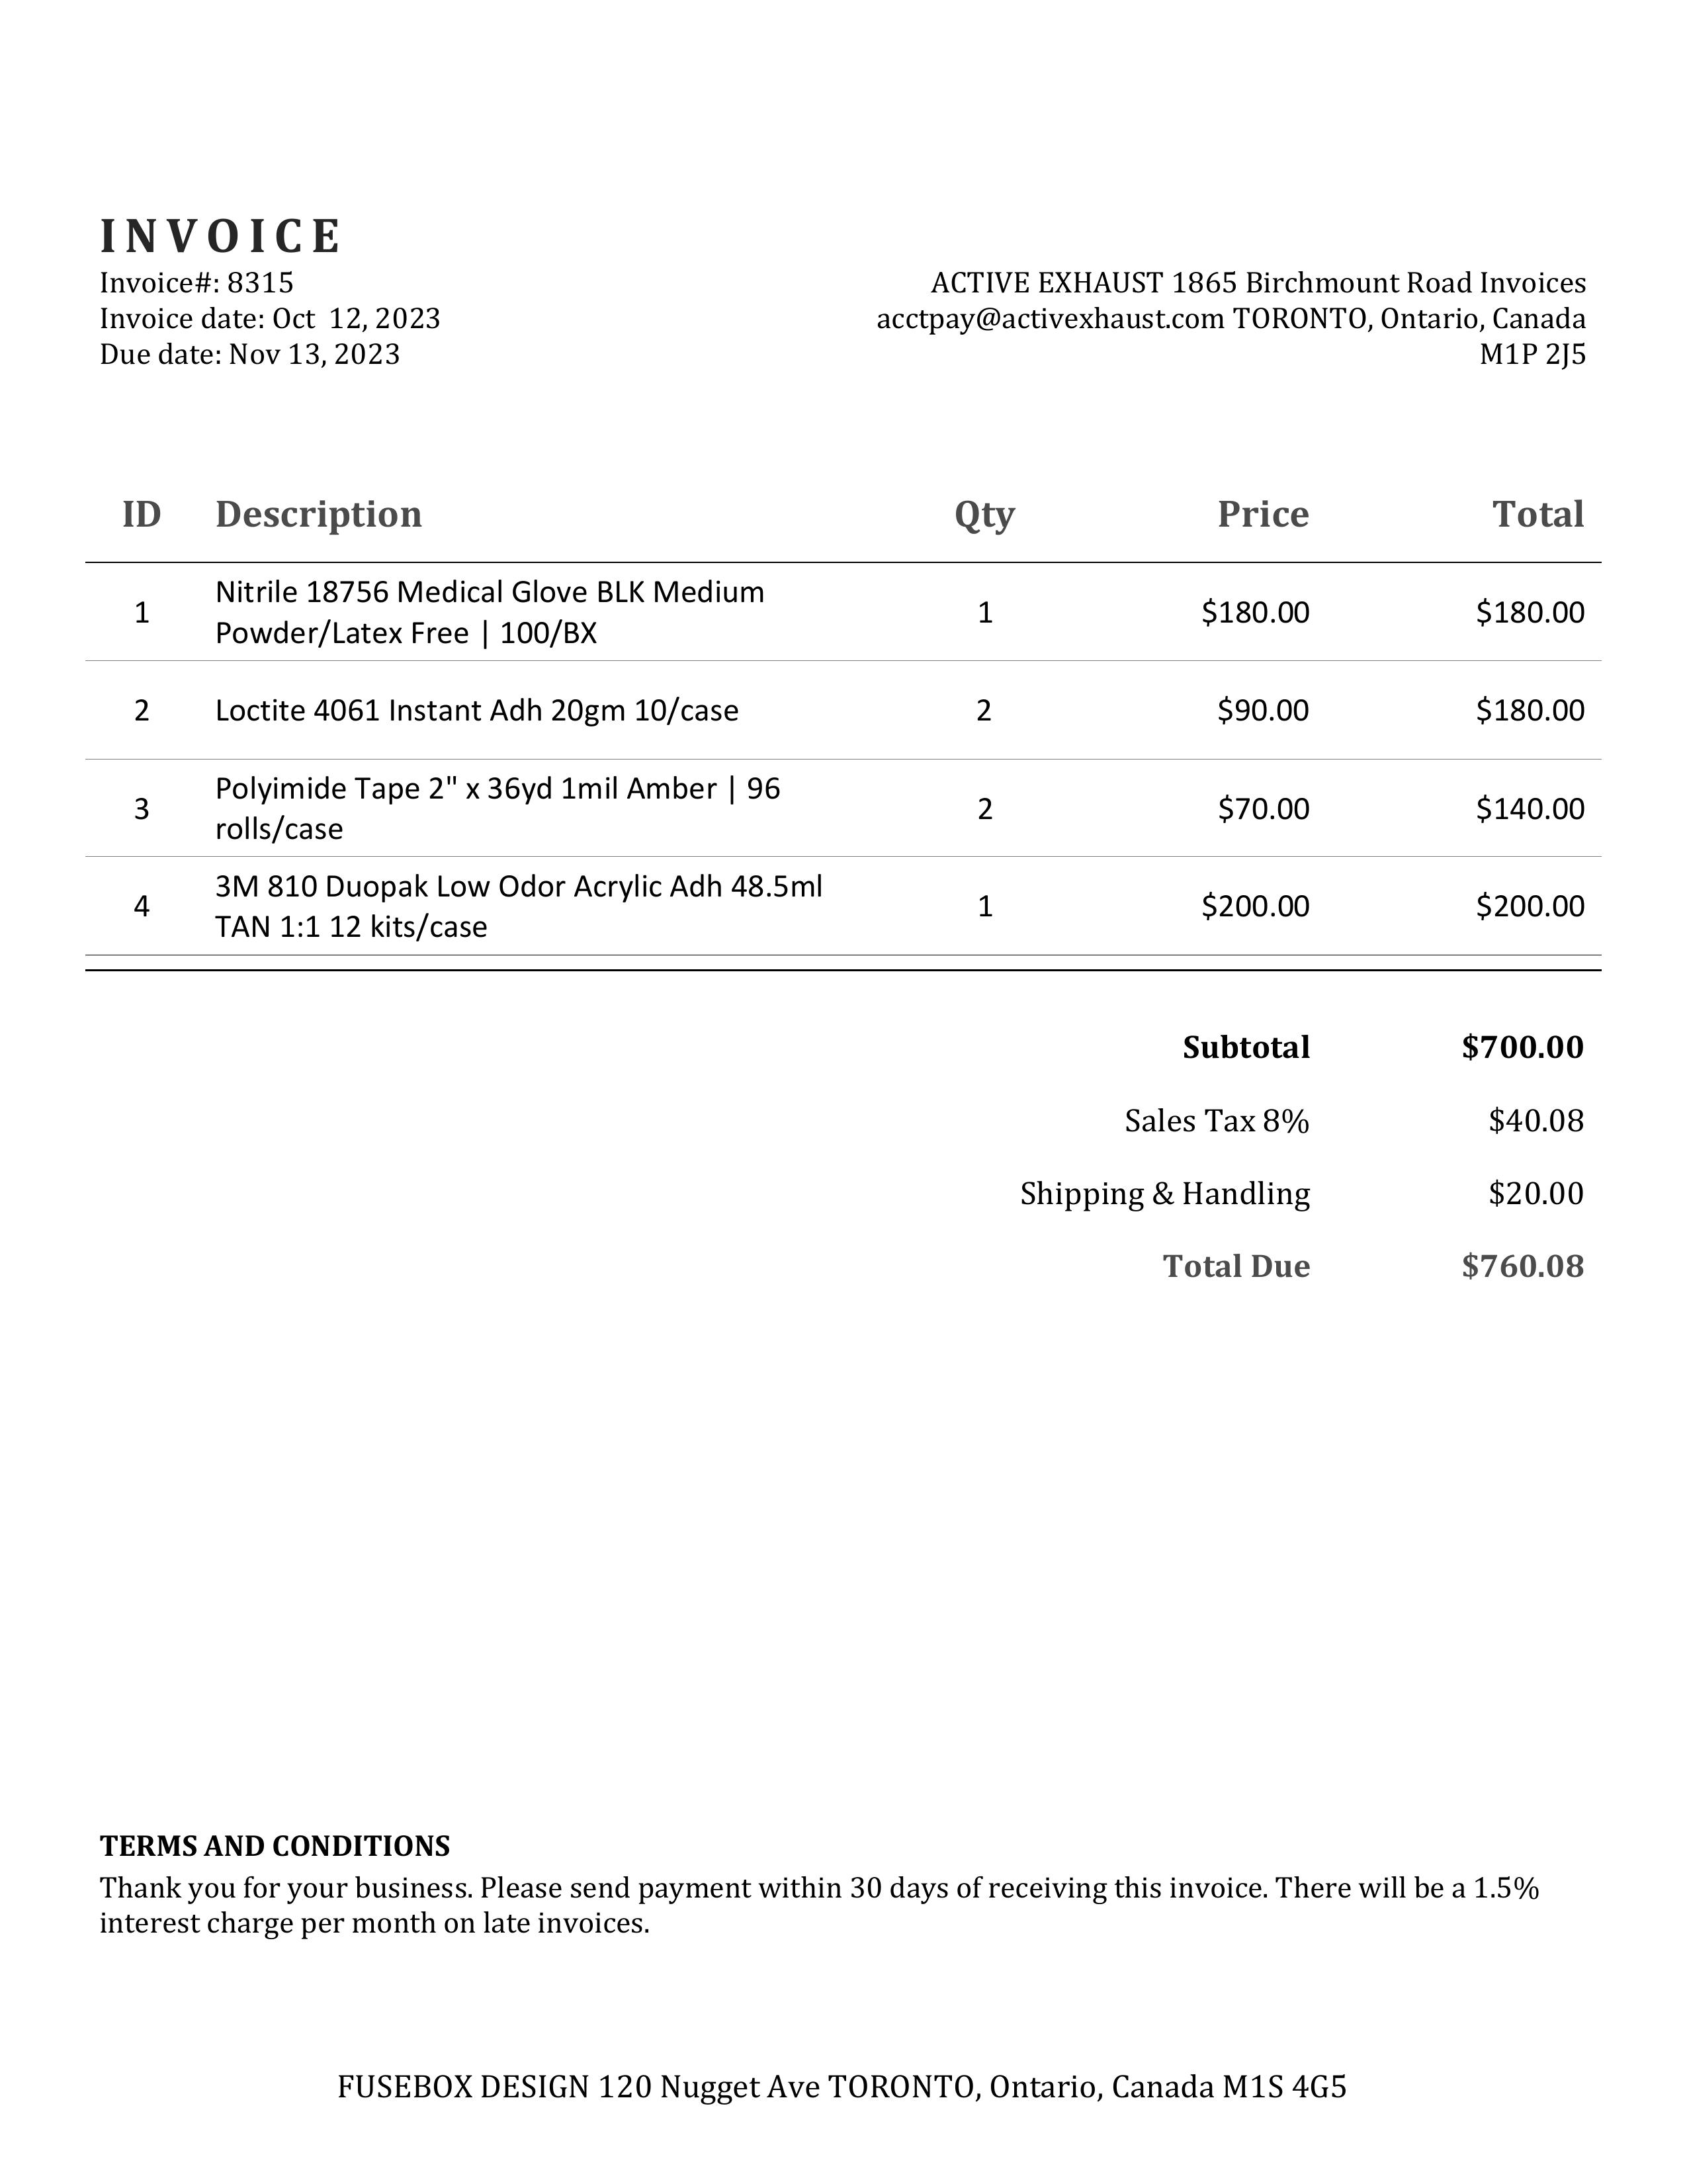 INVOICE
Invoice#: 8315
Invoice date: Oct  12, 2023
Due date: Nov 13, 2023
ACTIVE EXHAUST 1865 Birchmount Road Invoices
acctpay@activexhaust.com TORONTO, Ontario, Canada
M1P 2J5
ID Description Qty Price Total
1 Nitrile 18756 Medical Glove BLK Medium
Powder/Latex Free | 100/BX 1 $180.00 $180.00
2 Loctite 4061 Instant Adh 20gm 10/case 2 $90.00 $180.00
3 Polyimide Tape 2" x 36yd 1mil Amber | 96
rolls/case 2 $70.00 $140.00
4 3M 810 Duopak Low Odor Acrylic Adh 48.5ml
TAN 1:1 12 kits/case 1 $200.00 $200.00
Subtotal $700.00
Sales Tax 8% $40.08
Shipping & Handling $20.00
Total Due $760.08
TERMS AND CONDITIONS
Thank you for your business. Please send payment within 30 days of receiving this invoice. There will be a 1.5%
interest charge per month on late invoices.
FUSEBOX DESIGN 120 Nugget Ave TORONTO, Ontario, Canada M1S 4G5